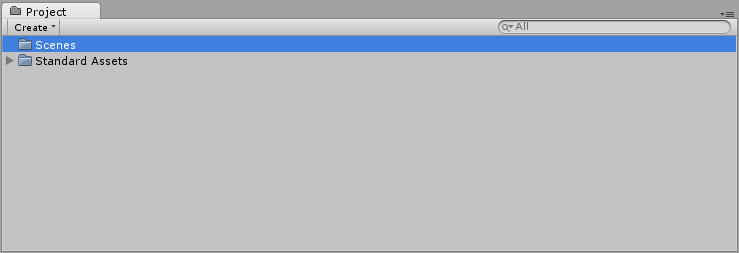 Project
Create
All
Scenes
Standard Assets